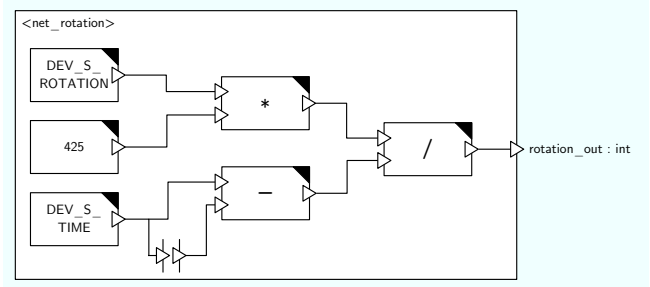 <net_rotation>
DEV_S_
ROTATION
*
425
/
rotation_out : int
DEV_S_
TIME
−